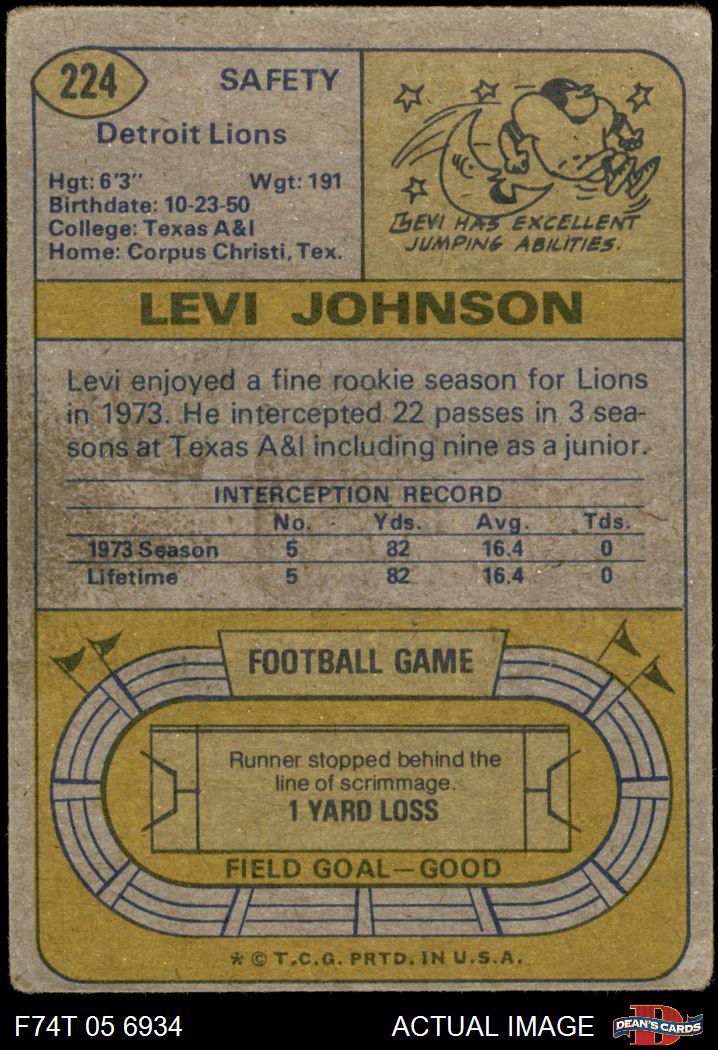 224
SAFETY
Detroit Lions
Hgt: 6'3" Wgt: 191
Birthdate: 10-23-50
College: Texas A&I
Home: Corpus Christi, Tex.
LEVI HAS EXCELLENT
JUMPING ABILITIES.
LEVI JOHNSON
Levi enjoyed a fine rookie season for Lions
in 1973. He intercepted 22 passes in 3 sea-
sons at Texas A&I including nine as a junior.
INTERCEPTION RECORD
No. Yds. Avg. Tds.
1973 Season 5 82 16.4 0
Lifetime 5 82 16.4 0
FOOTBALL GAME
Runner stopped behind the
line of scrimmage.
1 YARD LOSS
FIELD GOAL—GOOD
* © T.C.G. PRTD. IN U.S.A.
F74T 05 6934 ACTUAL IMAGE DEAN'S CARDS